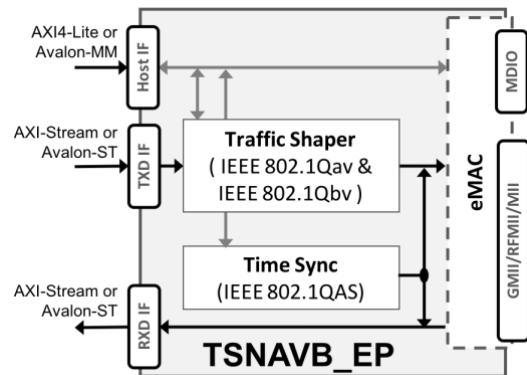 AXI4-Lite or
Avalon-MM
Host IF
MDIO
AXI-Stream or
Avalon-ST
TXD IF
Traffic Shaper
( IEEE 802.1Qav &
IEEE 802.1Qbv )
eMAC
GMII/RFMII/MII
Time Sync
(IEEE 802.1QAS)
AXI-Stream or
Avalon-ST
RXD IF
TSNAVB_EP